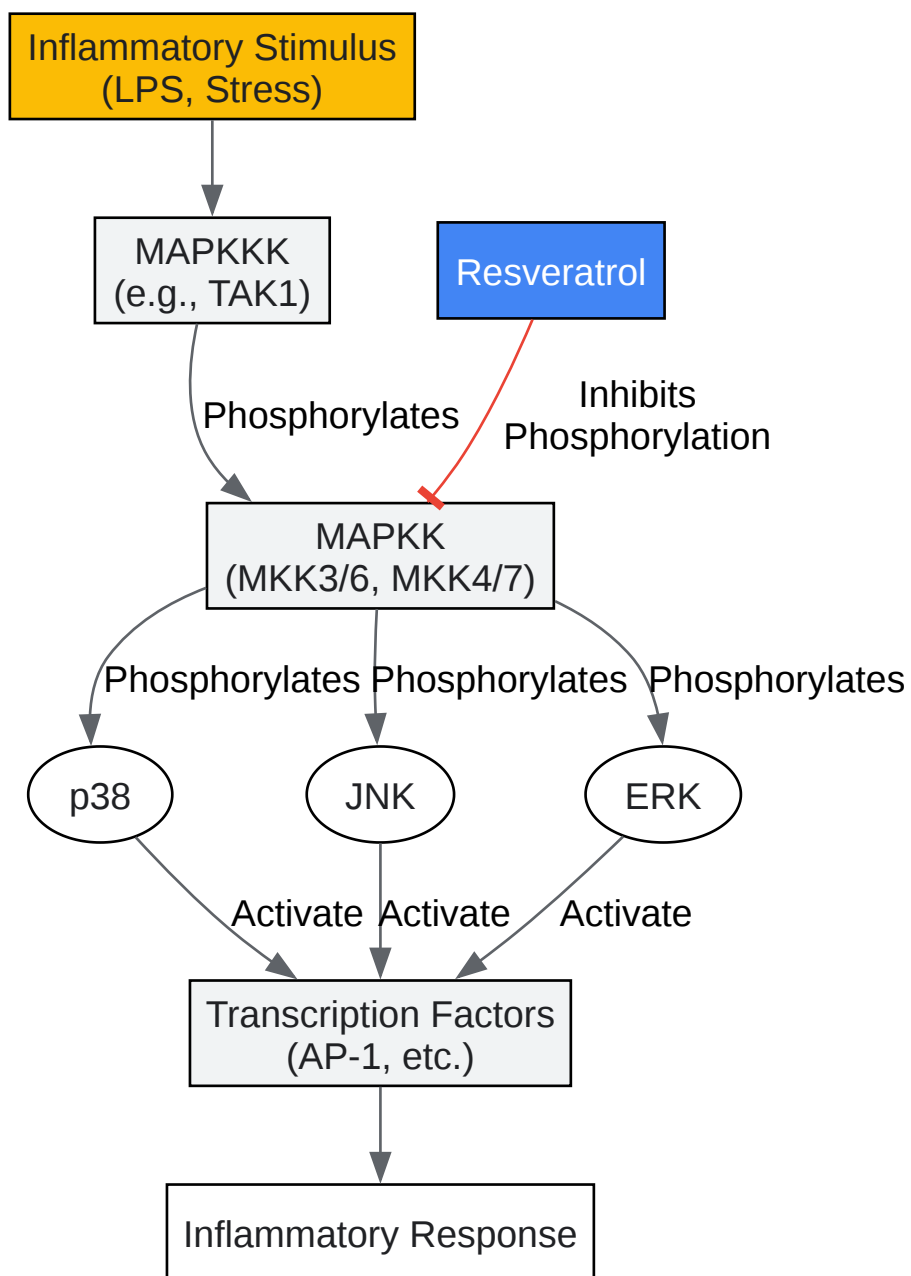 Inflammatory Stimulus
(LPS, Stress)
MAPKKK
(e.g., TAK1)
Resveratrol
Phosphorylates
Inhibits
Phosphorylation
MAPKK
(MKK3/6, MKK4/7)
Phosphorylates
Phosphorylates
Phosphorylates
p38
JNK
ERK
Activate
Activate
Activate
Transcription Factors
(AP-1, etc.)
Inflammatory Response